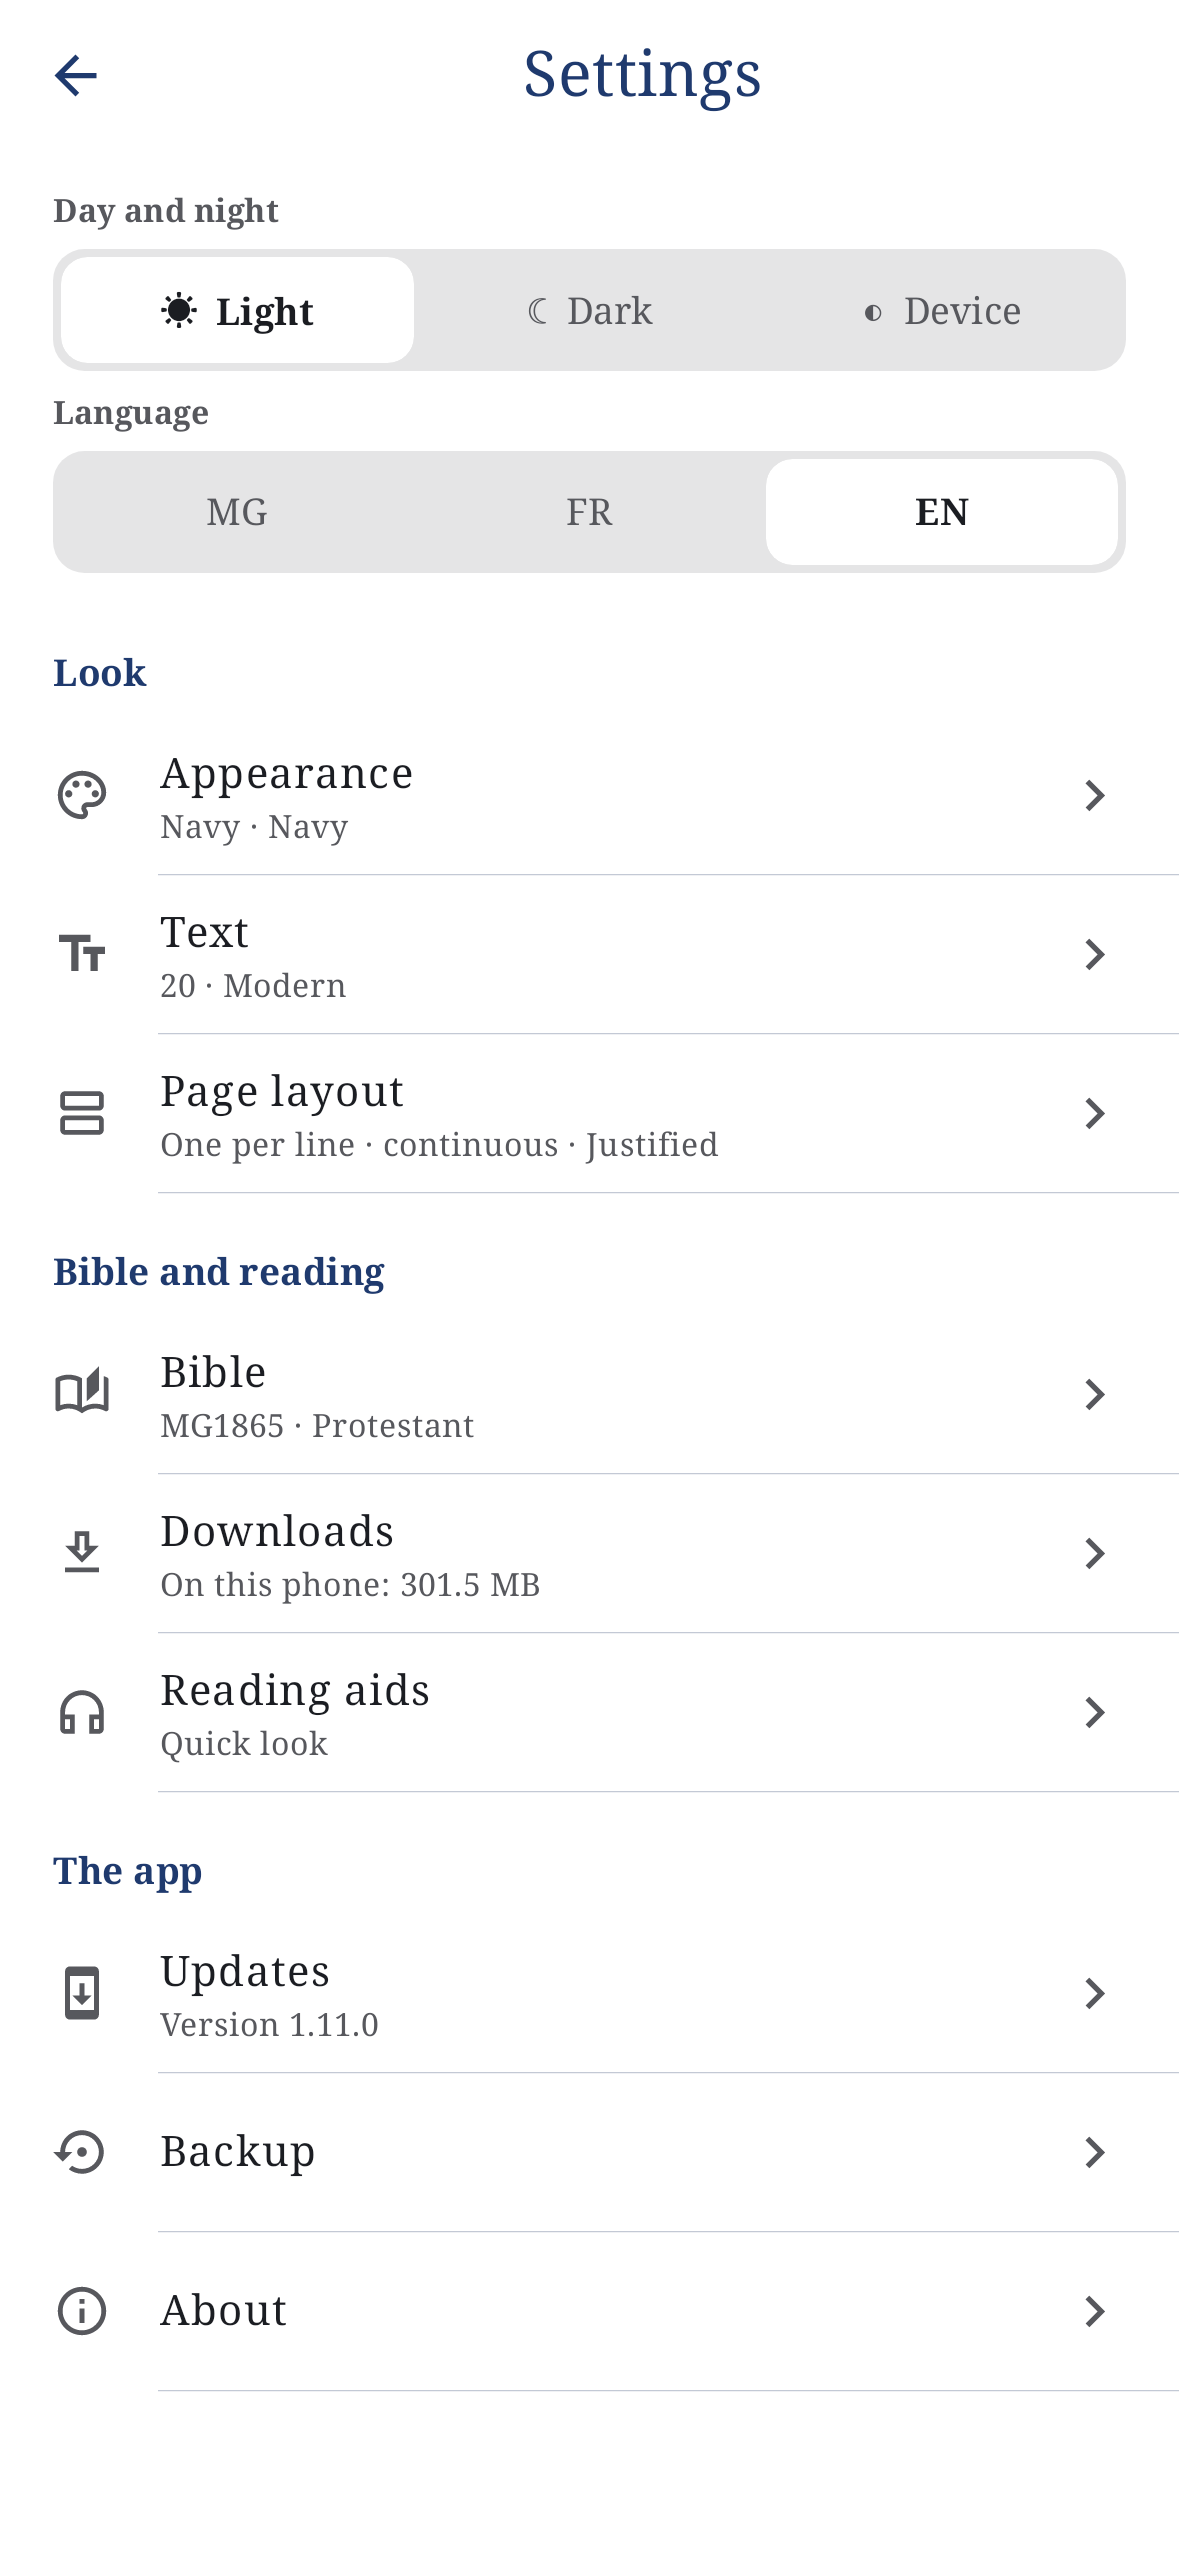 Settings
Day and night
Light
Dark
Device
Language
MG
FR
EN
Look
Appearance
Navy · Navy
Text
20 · Modern
Page layout
One per line · continuous · Justified
Bible and reading
Bible
MG1865 · Protestant
Downloads
On this phone: 301.5 MB
Reading aids
Quick look
The app
Updates
Version 1.11.0
Backup
About